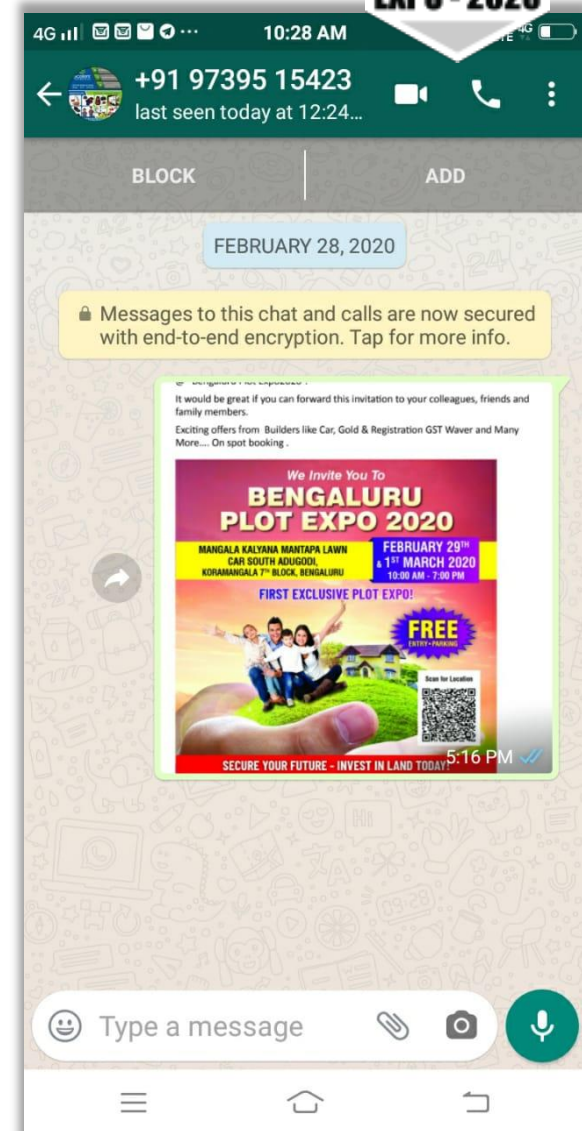 EXPO - 2020
4G 10:28 AM 4G
+91 97395 15423
last seen today at 12:24...
BLOCK ADD
FEBRUARY 28, 2020
Messages to this chat and calls are now secured
with end-to-end encryption. Tap for more info.
@ Bengaluru Plot Expo2020 .
It would be great if you can forward this invitation to your colleagues, friends and
family members.
Exciting offers from Builders like Car, Gold & Registration GST Waver and Many
More.... On spot booking .
We Invite You To
BENGALURU
PLOT EXPO 2020
MANGALA KALYANA MANTAPA LAWN
CAR SOUTH ADUGODI,
KORAMANGALA 7TH BLOCK, BENGALURU
FEBRUARY 29TH
& 1ST MARCH 2020
10:00 AM - 7:00 PM
FIRST EXCLUSIVE PLOT EXPO!
FREE
ENTRY•PARKING
Scan for Location
SECURE YOUR FUTURE - INVEST IN LAND TODAY!
5:16 PM
Type a message